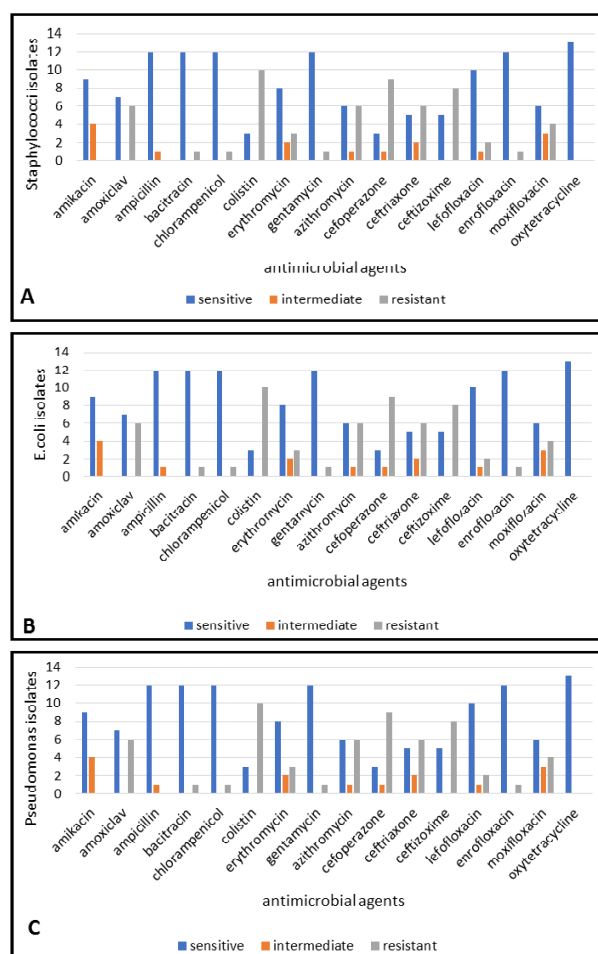 Staphylococci isolates
14
12
10
8
6
4
2
0
amikacin
amoxiclav
ampicillin
bacitracin
chlorampenicol
colistin
erythromycin
gentamycin
azithromycin
cefoperazone
ceftriaxone
ceftizoxime
lefofloxacin
enrofloxacin
moxifloxacin
oxytetracycline
antimicrobial agents
A
sensitive intermediate resistant
E.coli isolates
14
12
10
8
6
4
2
0
amikacin
amoxiclav
ampicillin
bacitracin
chlorampenicol
colistin
erythromycin
gentamycin
azithromycin
cefoperazone
ceftriaxone
ceftizoxime
lefofloxacin
enrofloxacin
moxifloxacin
oxytetracycline
antimicrobial agents
B
sensitive intermediate resistant
Pseudomonas isolates
14
12
10
8
6
4
2
0
amikacin
amoxiclav
ampicillin
bacitracin
chlorampenicol
colistin
erythromycin
gentamycin
azithromycin
cefoperazone
ceftriaxone
ceftizoxime
lefofloxacin
enrofloxacin
moxifloxacin
oxytetracycline
antimicrobial agents
C
sensitive intermediate resistant